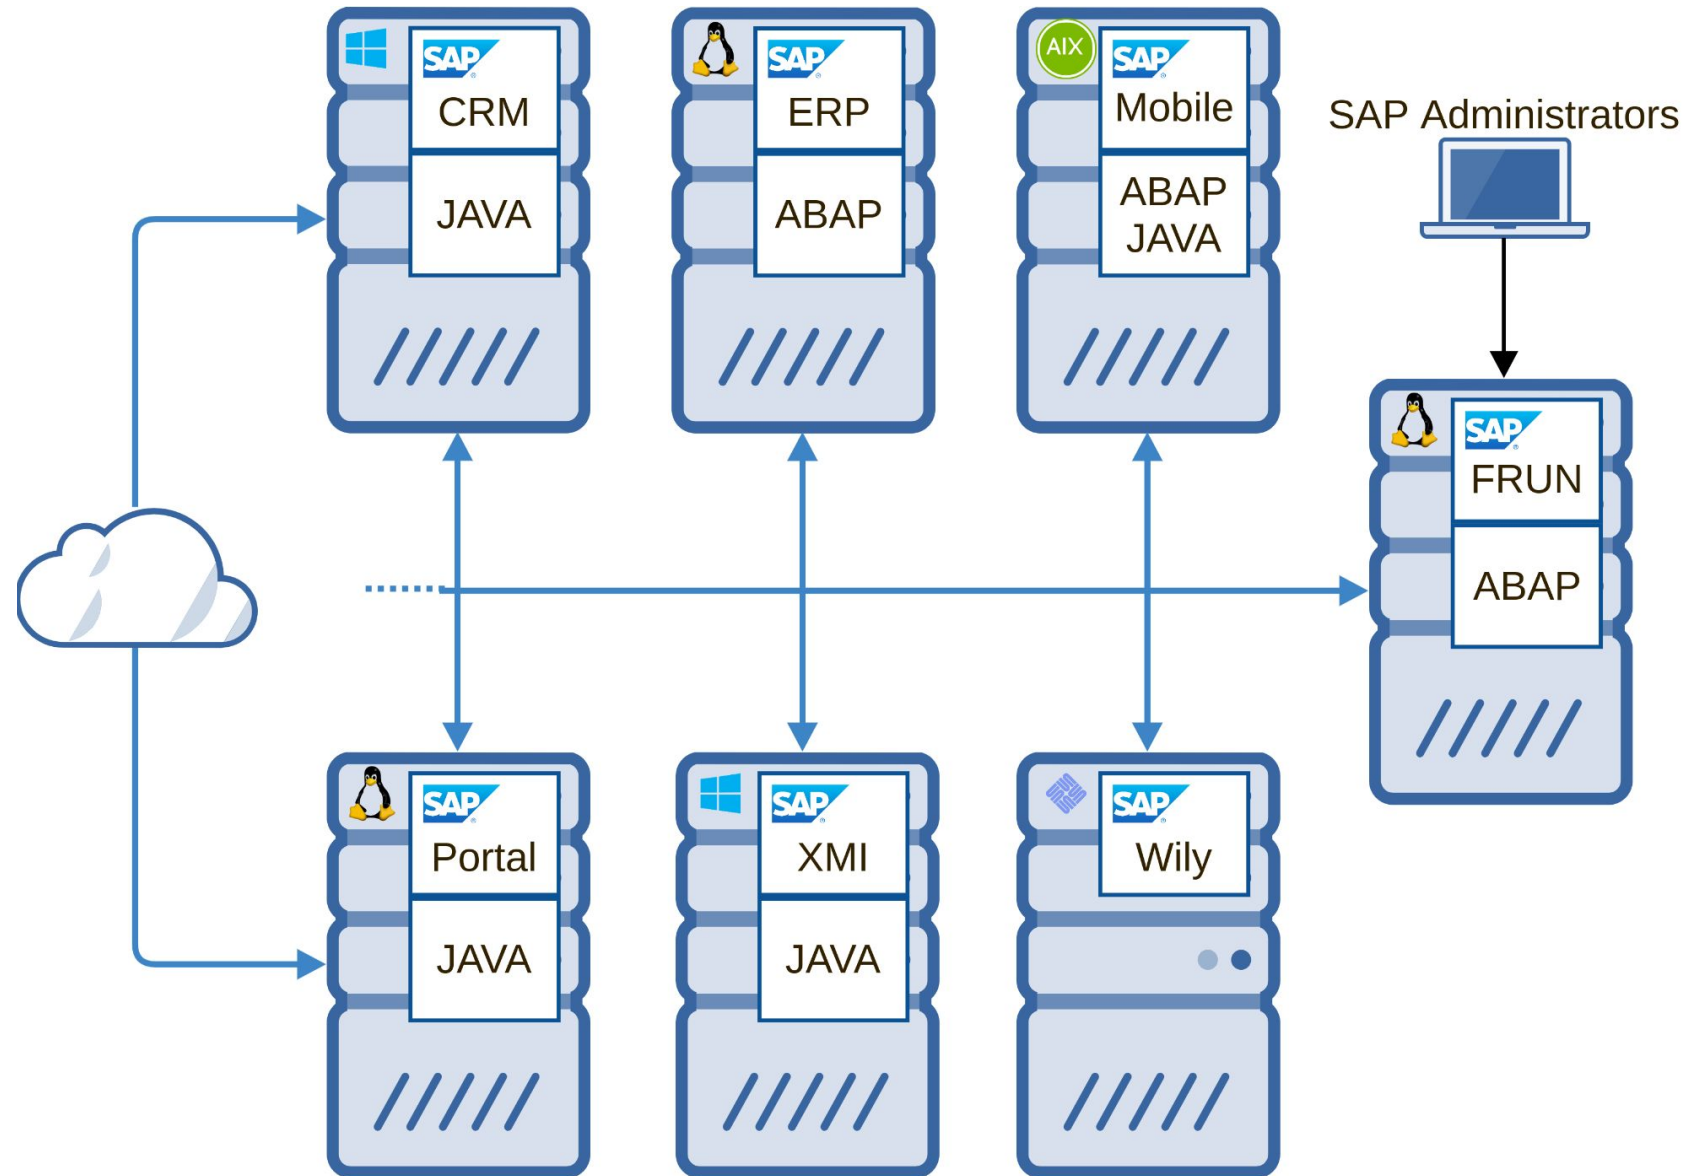 SAP
CRM
JAVA
SAP
ERP
ABAP
AIX
SAP
Mobile
ABAP
JAVA
SAP Administrators
SAP
FRUN
ABAP
SAP
Portal
JAVA
SAP
XMI
JAVA
SAP
Wily